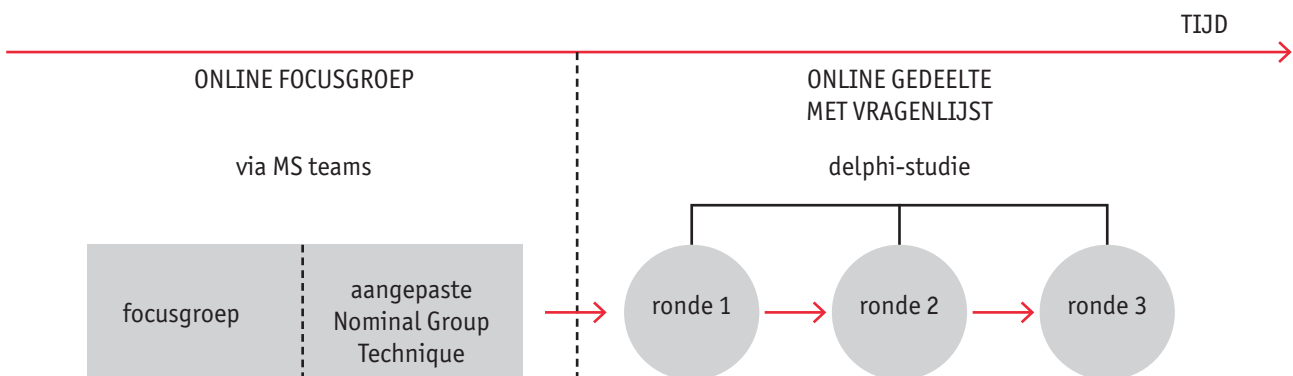 TIJD
ONLINE FOCUSGROEP
via MS teams
focusgroep
aangepaste
Nominal Group
Technique
ONLINE GEDEELTE
MET VRAGENLIJST
delphi-studie
ronde 1
ronde 2
ronde 3